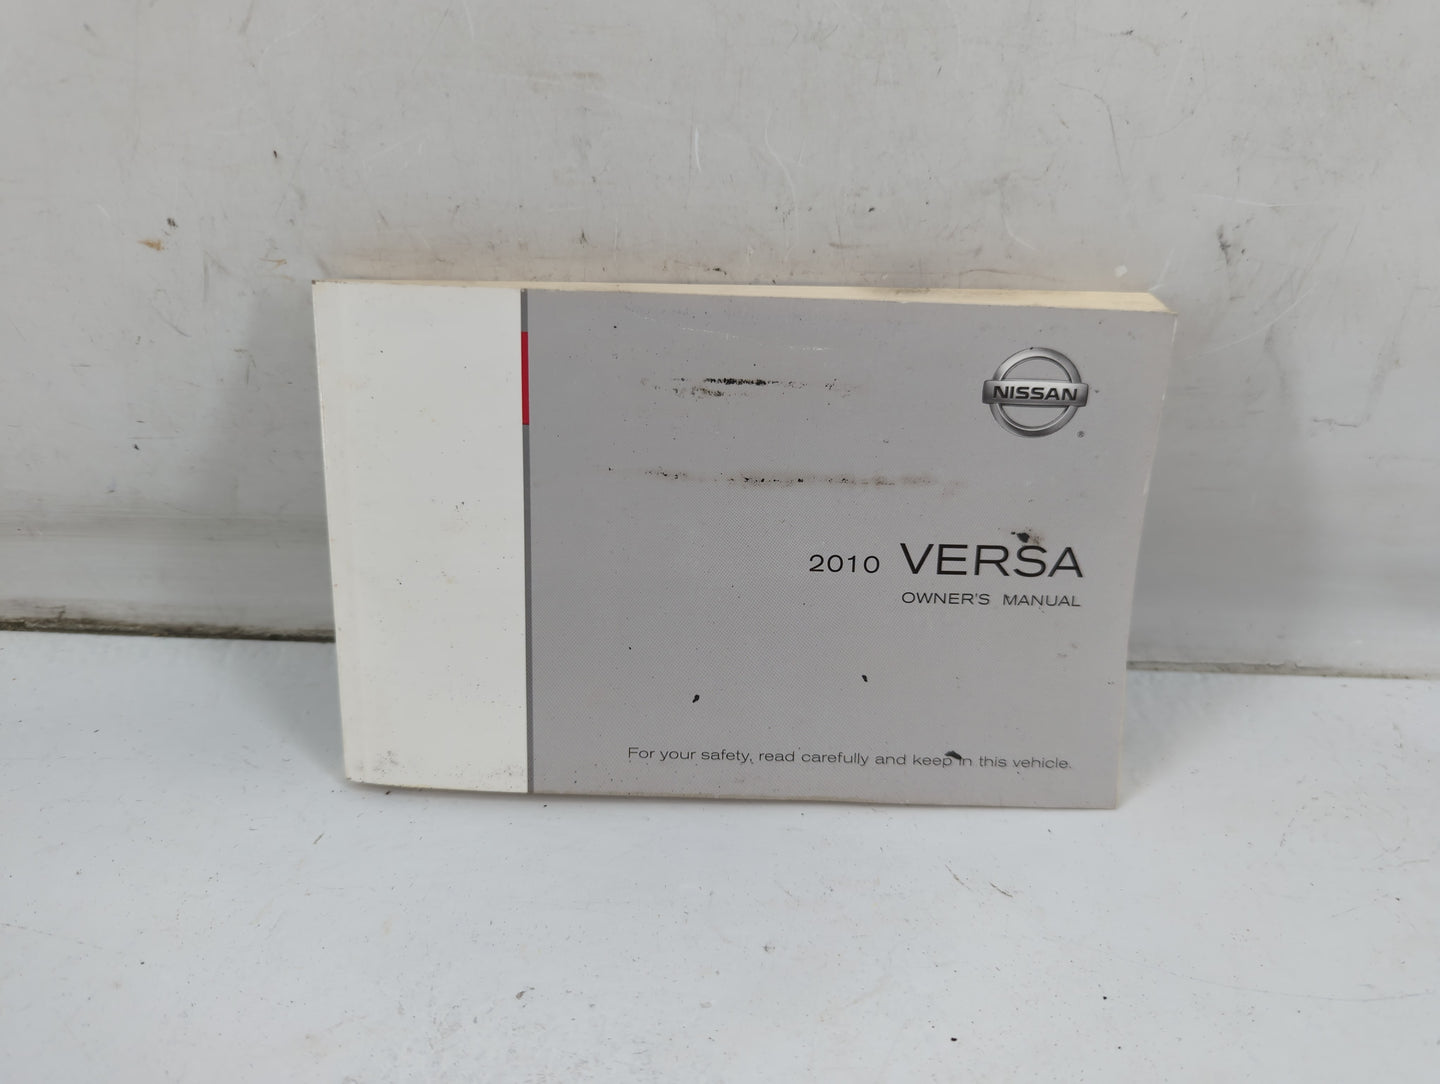 NISSAN
®
2010 VERSA
OWNER'S MANUAL
For your safety, read carefully and keep in this vehicle.